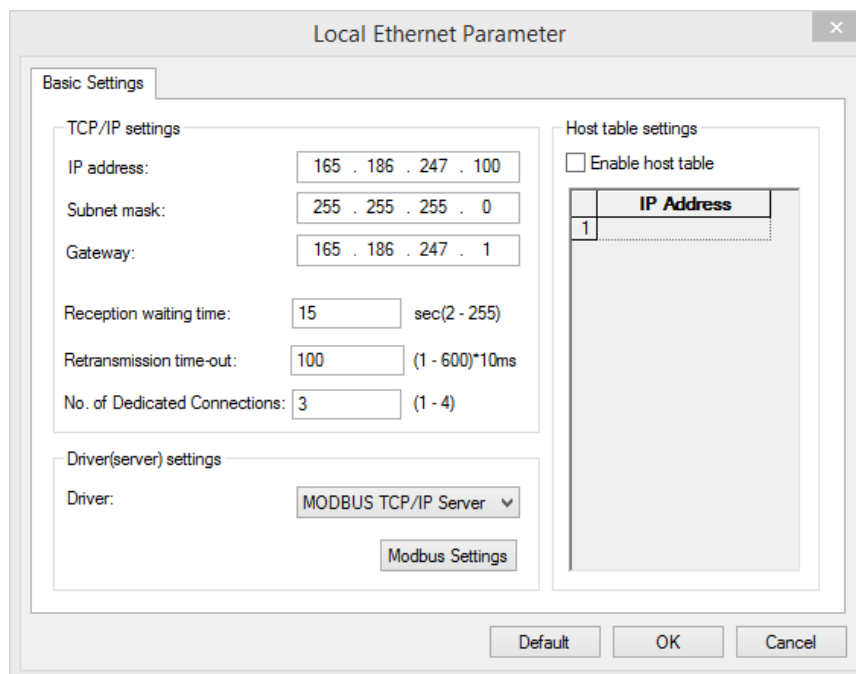 Local Ethernet Parameter
Basic Settings
TCP/IP settings
IP address: 165 . 186 . 247 . 100
Subnet mask: 255 . 255 . 255 . 0
Gateway: 165 . 186 . 247 . 1
Reception waiting time: 15 sec(2 - 255)
Retransmission time-out: 100 (1 - 600)*10ms
No. of Dedicated Connections: 3 (1 - 4)
Driver(server) settings
Driver: MODBUS TCP/IP Server
Modbus Settings
Host table settings
Enable host table
IP Address
1
Default OK Cancel